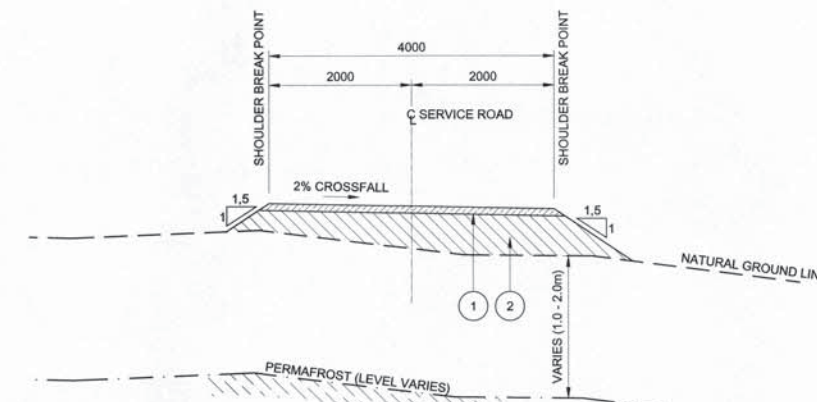 SHOULDER BREAK POINT
SHOULDER BREAK POINT
4000
2000
2000
℄ SERVICE ROAD
2% CROSSFALL
1,5
1
1,5
1
NATURAL GROUND LIN
1
2
VARIES (1.0 - 2.0m)
PERMAFROST (LEVEL VARIES)